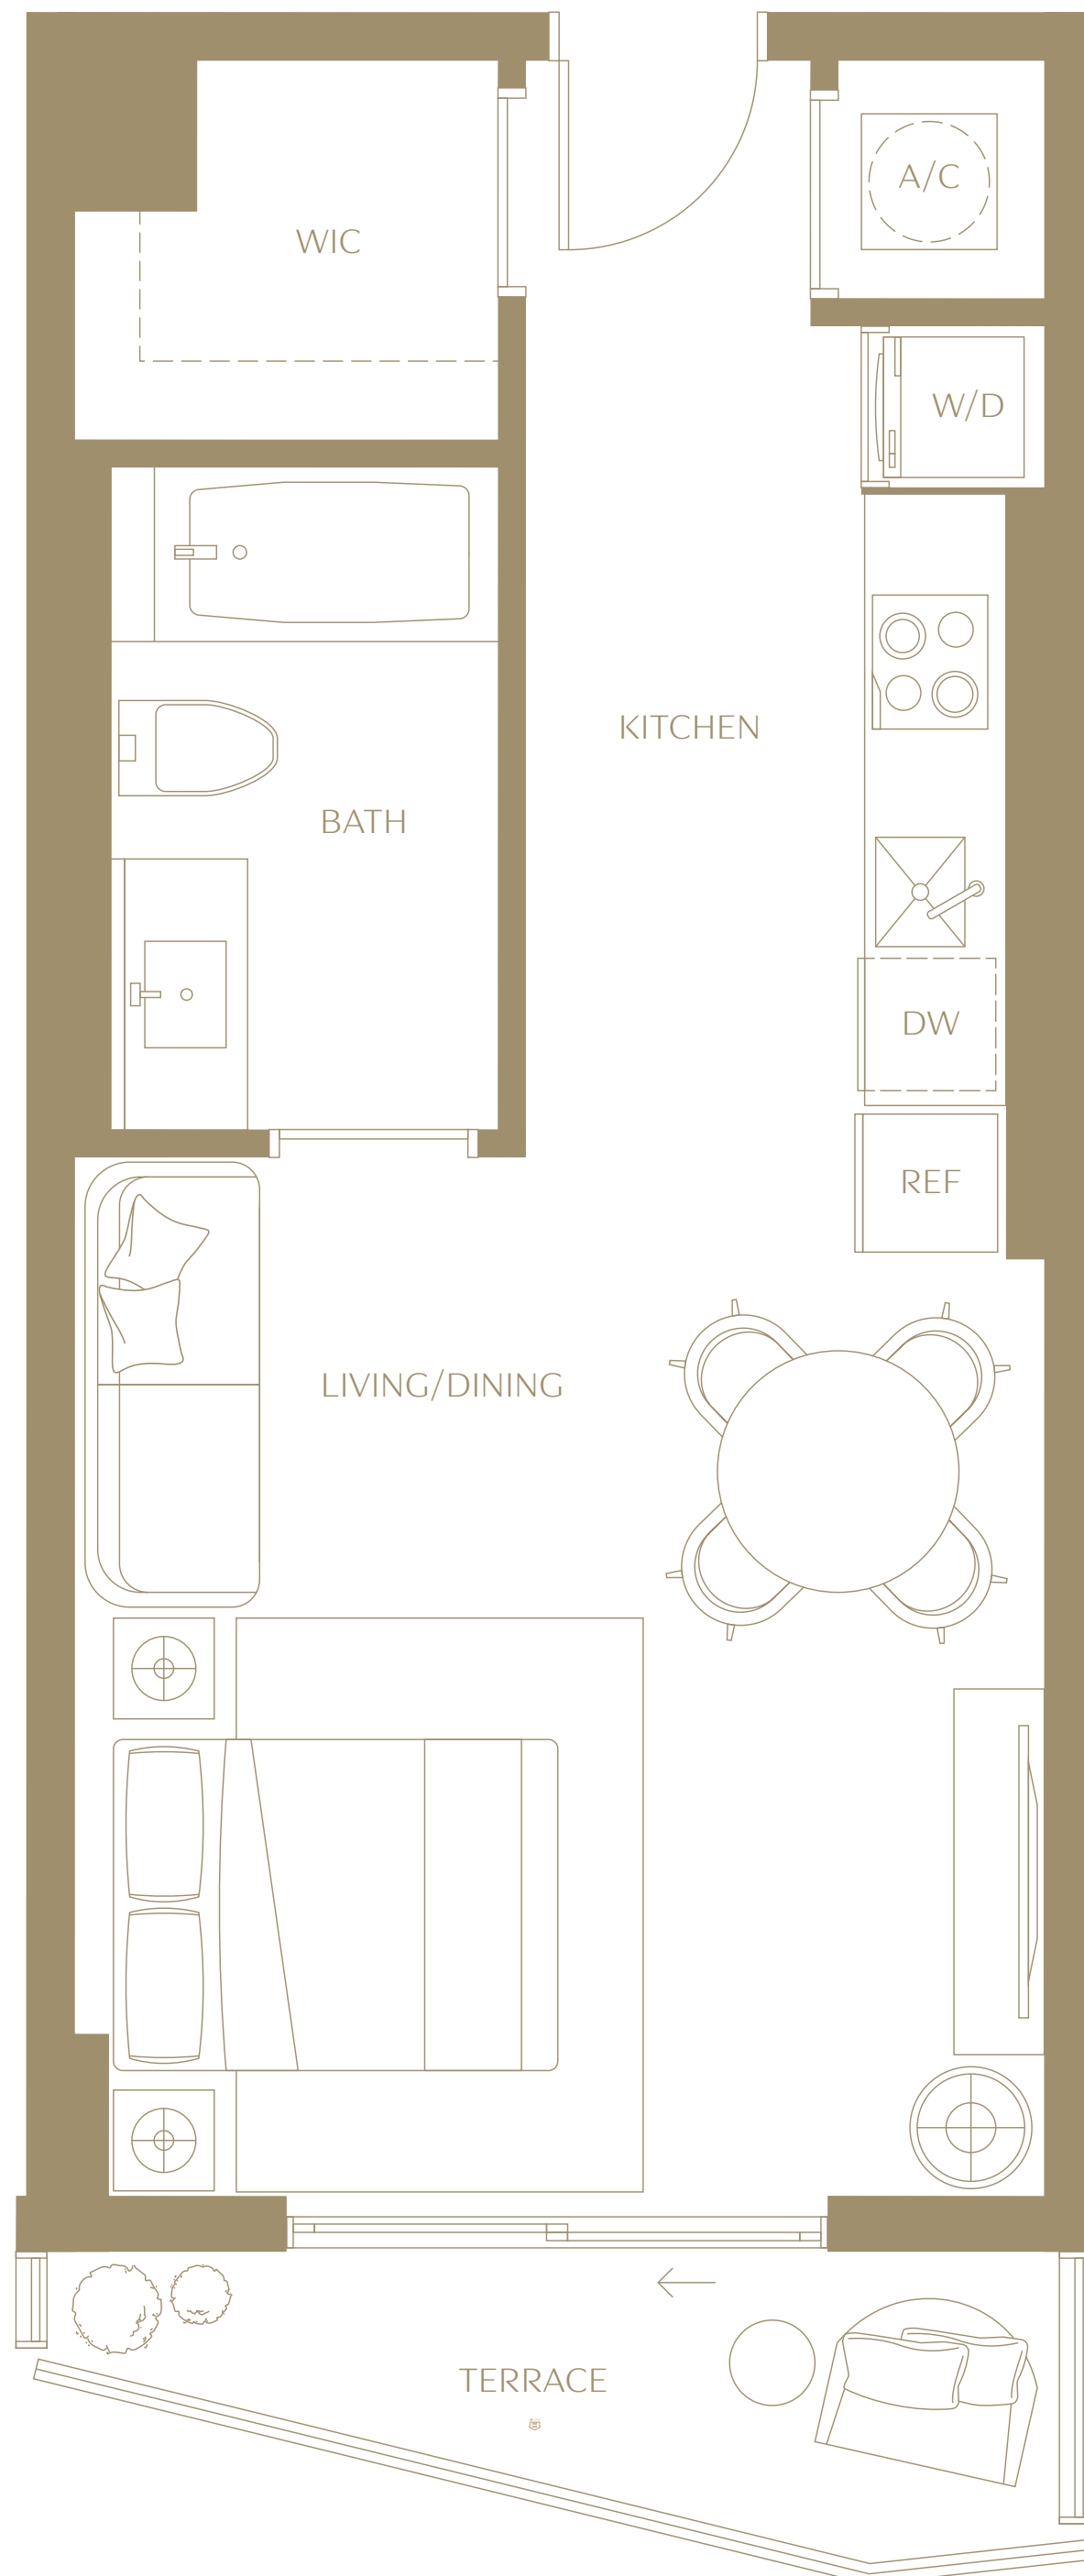 A/C
WIC
W/D
KITCHEN
BATH
DW
REF
LIVING/DINING
TERRACE